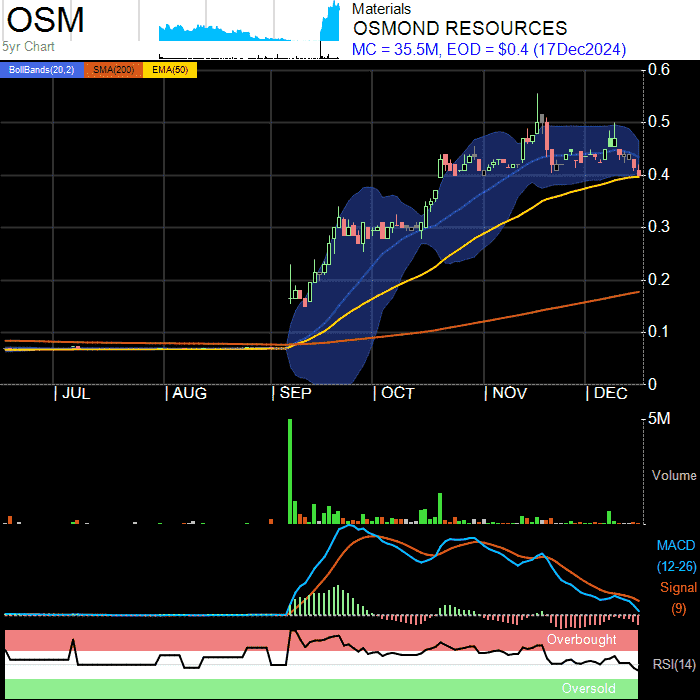 OSM
5yr Chart
Materials
OSMOND RESOURCES
MC = 35.5M, EOD = $0.4 (17Dec2024)
BollBands(20,2) SMA(200) EMA(50)
0.6
0.5
0.4
0.3
0.2
0.1
0
| JUL | AUG | SEP | OCT | NOV | DEC
5M
Volume
MACD
(12-26)
Signal
(9)
Overbought
RSI(14)
Oversold